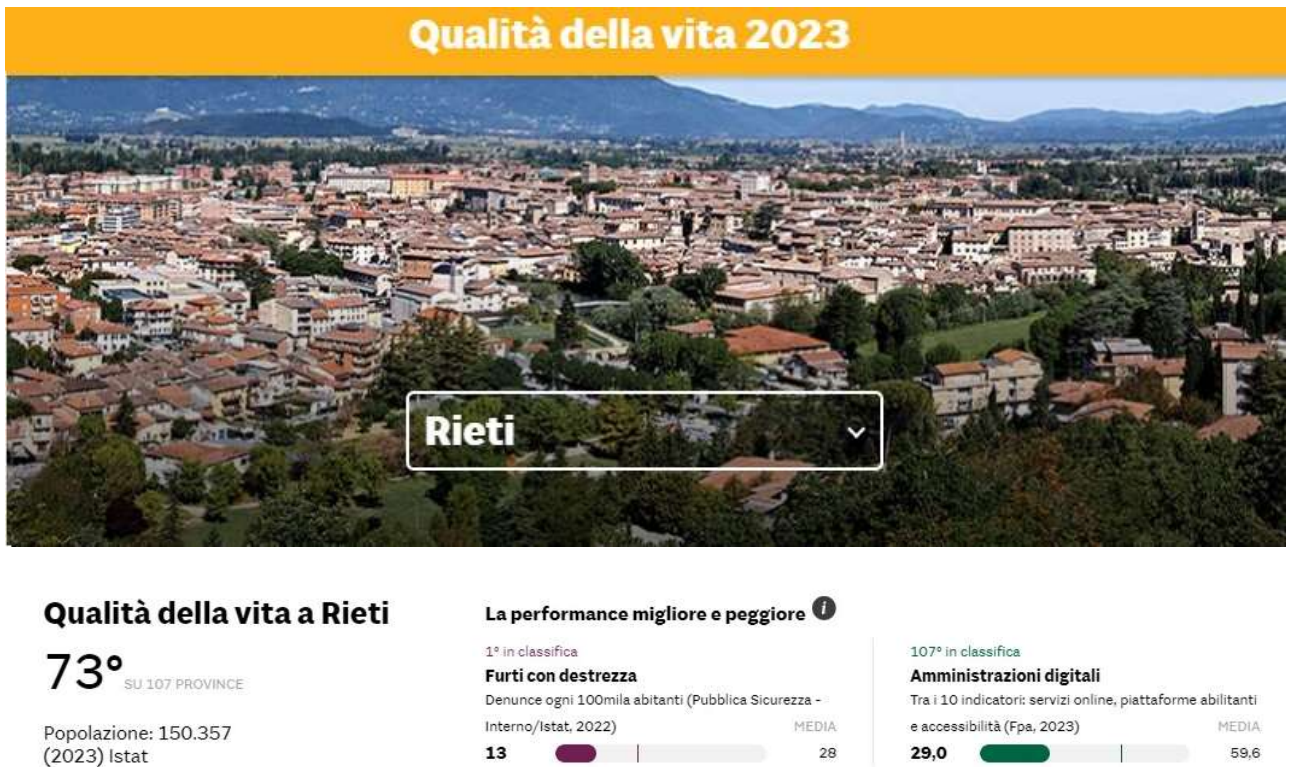 Qualità della vita 2023
Rieti
Qualità della vita a Rieti
73° SU 107 PROVINCE
Popolazione: 150.357
(2023) Istat
La performance migliore e peggiore i
1° in classifica
Furti con destrezza
Denunce ogni 100mila abitanti (Pubblica Sicurezza -
Interno/Istat, 2022) MEDIA
13 28
107° in classifica
Amministrazioni digitali
Tra i 10 indicatori: servizi online, piattaforme abilitanti
e accessibilità (Fpa, 2023) MEDIA
29,0 59,6